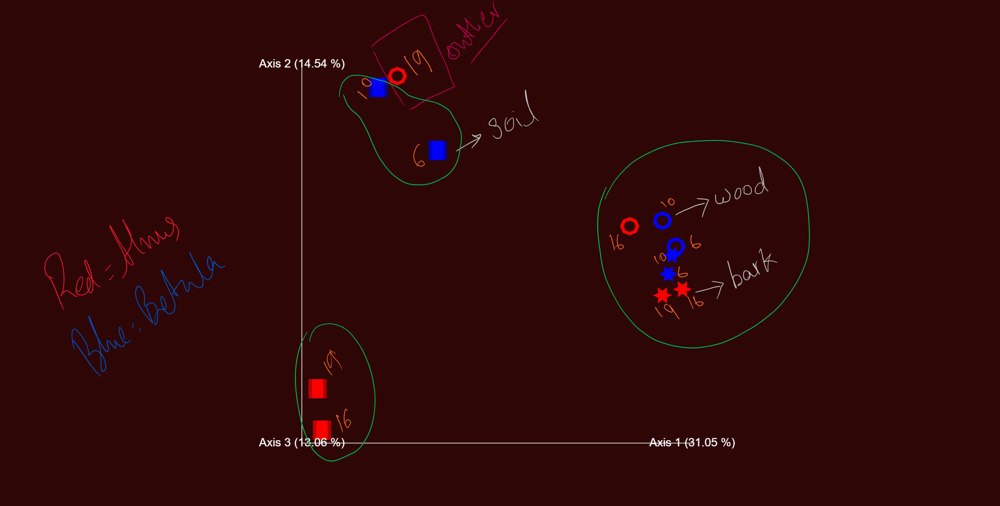 outlier
Axis 2 (14.54 %)
19
10
soil
6
wood
10
16
6
10
bark
6
16
19
Red = Alnus
Blue = Betula
19
16
Axis 3 (13.06 %)
Axis 1 (31.05 %)